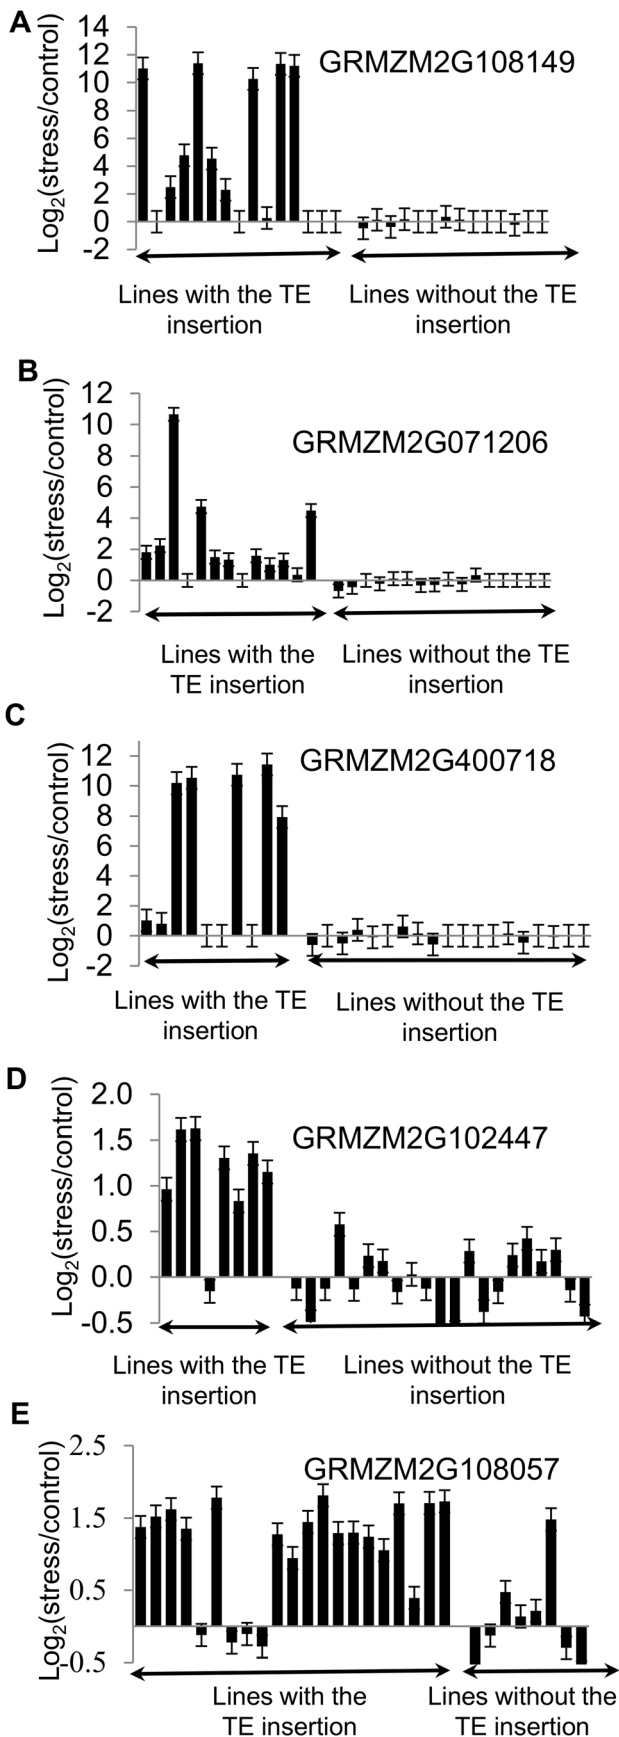 A
Log2(stress/control)
14
12
10
8
6
4
2
0
-2
GRMZM2G108149
Lines with the TE
insertion
Lines without the TE
insertion
B
Log2(stress/control)
12
10
8
6
4
2
0
-2
GRMZM2G071206
Lines with the
TE insertion
Lines without the TE
insertion
C
Log2(stress/control)
12
10
8
6
4
2
0
-2
GRMZM2G400718
Lines with the TE
insertion
Lines without the TE
insertion
D
Log2(stress/control)
2.0
1.5
1.0
0.5
0.0
-0.5
GRMZM2G102447
Lines with the TE
insertion
Lines without the TE
insertion
E
Log2(stress/control)
2.5
1.5
0.5
-0.5
GRMZM2G108057
Lines with the
TE insertion
Lines without the
TE insertion